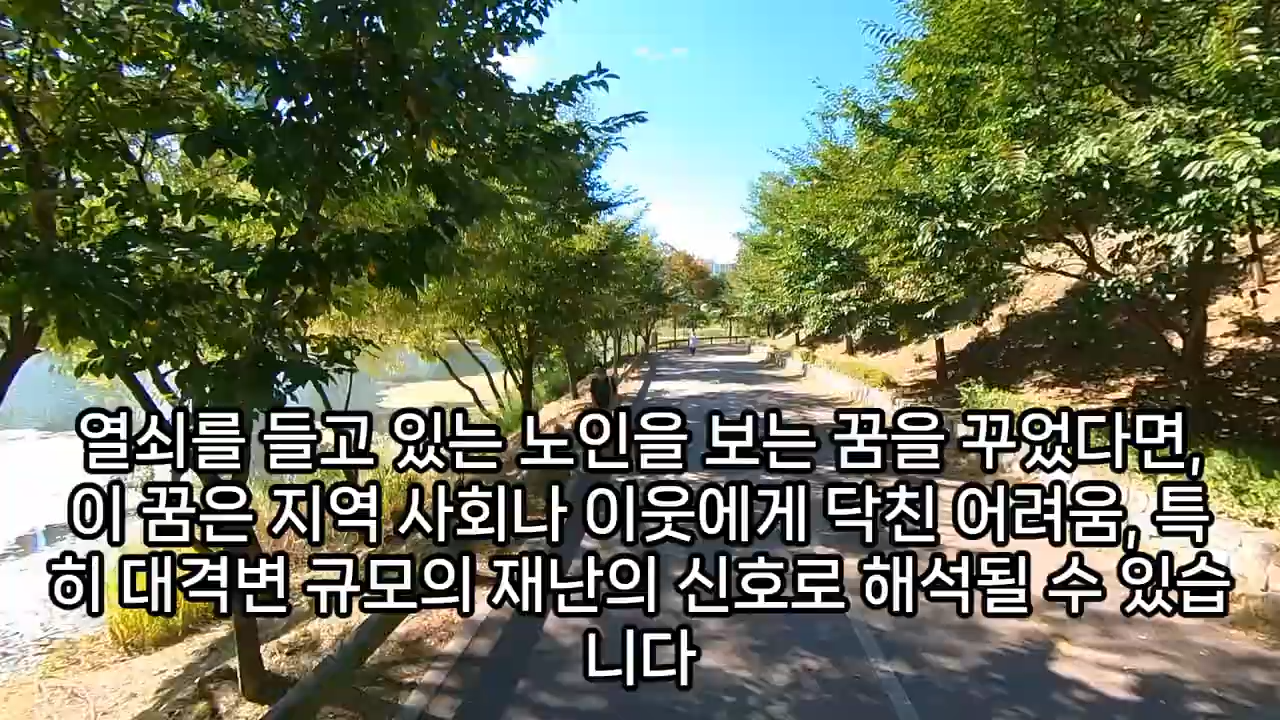 열쇠를 들고 있는 노인을 보는 꿈을 꾸었다면,
이 꿈은 지역 사회나 이웃에게 닥친 어려움, 특
히 대격변 규모의 재난의 신호로 해석될 수 있습
니다